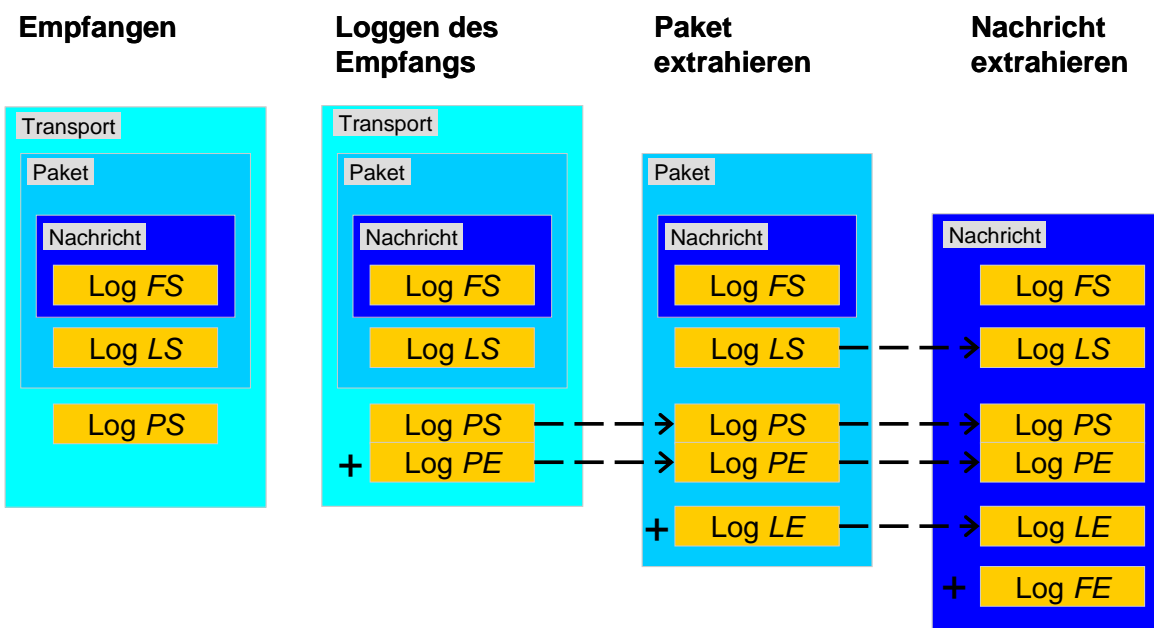 Empfangen
Loggen des
Empfangs
Paket
extrahieren
Nachricht
extrahieren
Transport
Paket
Nachricht
Log FS
Log LS
Log PS
Transport
Paket
Nachricht
Log FS
Log LS
Log PS
+ Log PE
Paket
Nachricht
Log FS
Log LS
Log PS
Log PE
+ Log LE
Nachricht
Log FS
Log LS
Log PS
Log PE
Log LE
+ Log FE